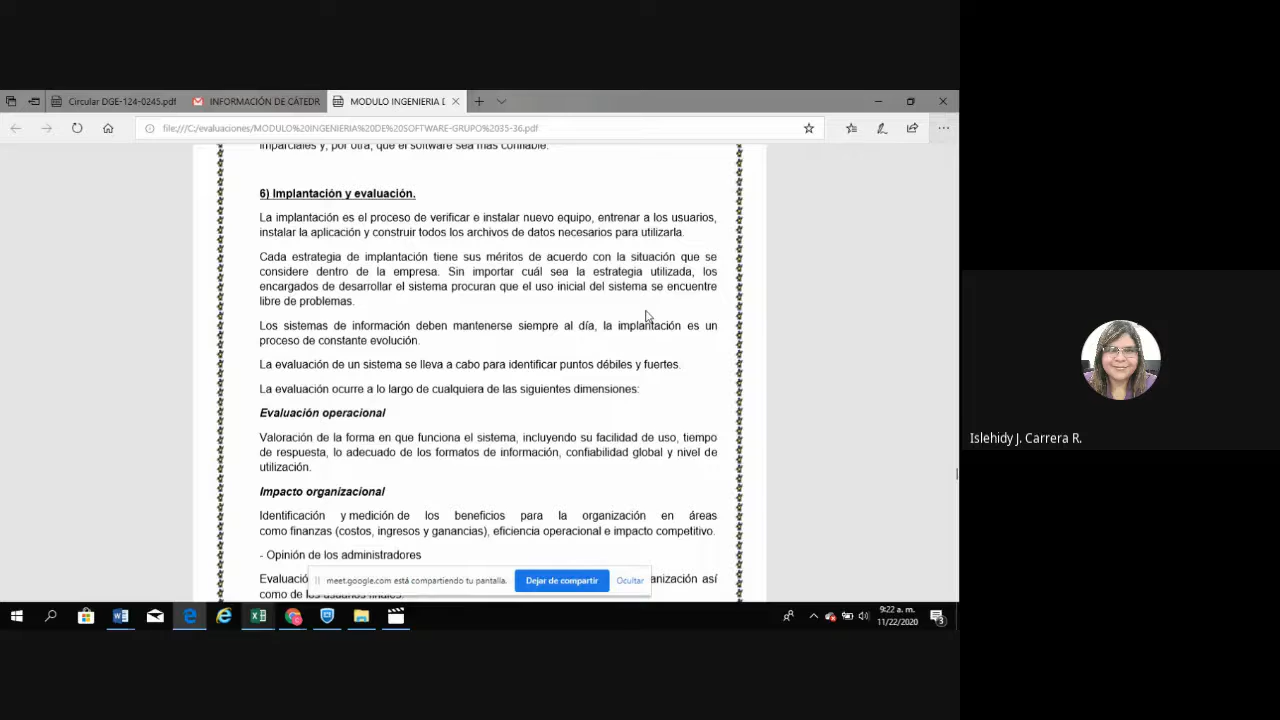 Circular DGE-124-0245.pdf
INFORMACIÓN DE CÁTEDR
MODULO INGENIERIA D
file:///C:/evaluaciones/MODULO%20INGENIERIA%20DE%20SOFTWARE-GRUPO%2035-36.pdf
imparciales y, por otra, que el software sea más confiable.
6) Implantación y evaluación.
La implantación es el proceso de verificar e instalar nuevo equipo, entrenar a los usuarios,
instalar la aplicación y construir todos los archivos de datos necesarios para utilizarla.
Cada estrategia de implantación tiene sus méritos de acuerdo con la situación que se
considere dentro de la empresa. Sin importar cuál sea la estrategia utilizada, los
encargados de desarrollar el sistema procuran que el uso inicial del sistema se encuentre
libre de problemas.
Los sistemas de información deben mantenerse siempre al día, la implantación es un
proceso de constante evolución.
La evaluación de un sistema se lleva a cabo para identificar puntos débiles y fuertes.
La evaluación ocurre a lo largo de cualquiera de las siguientes dimensiones:
Evaluación operacional
Valoración de la forma en que funciona el sistema, incluyendo su facilidad de uso, tiempo
de respuesta, lo adecuado de los formatos de información, confiabilidad global y nivel de
utilización.
Impacto organizacional
Identificación y medición de los beneficios para la organización en áreas
como finanzas (costos, ingresos y ganancias), eficiencia operacional e impacto competitivo.
- Opinión de los administradores
Evaluació
anización así
como de los usuarios finales.
meet.google.com está compartiendo tu pantalla.
Dejar de compartir
Ocultar
Islehidy J. Carrera R.
9:22 a. m.
11/22/2020
3